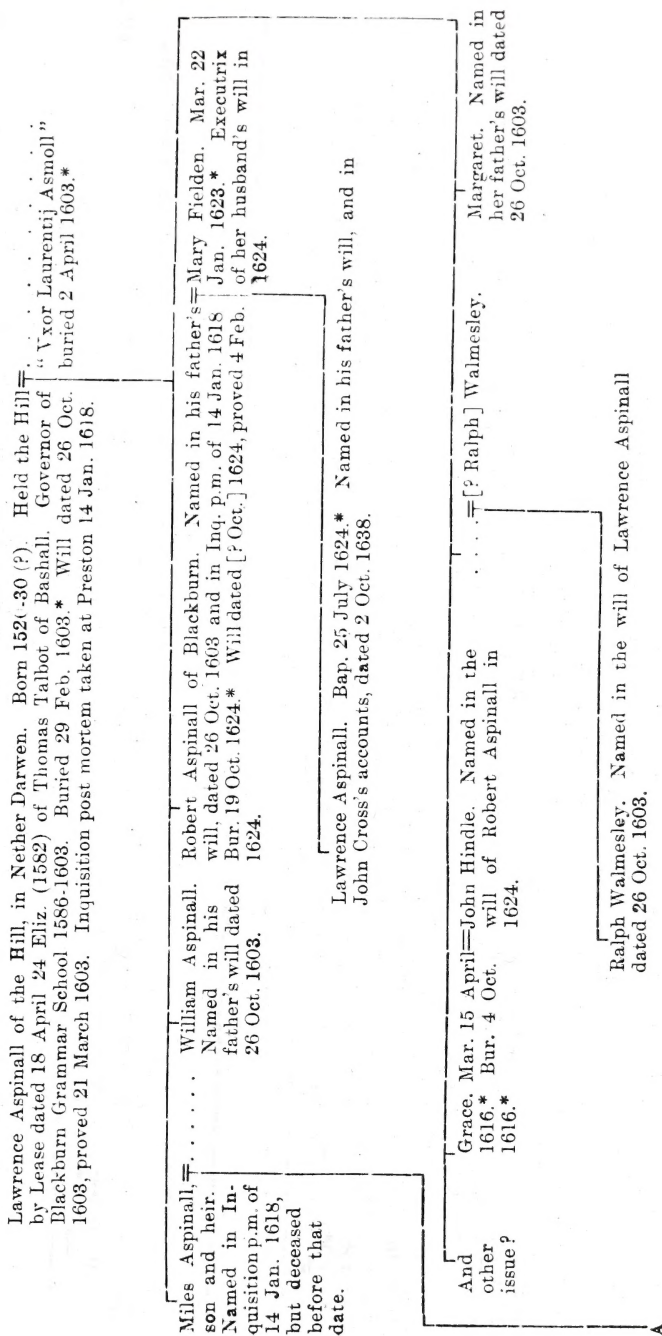 Lawrence Aspinall of the Hill, in Nether Darwen. Born 152(-30 (?). Held the Hill
by Lease dated 18 April 24 Eliz. (1582) of Thomas Talbot of Bashall. Governor of
Blackburn Grammar School 1586-1603. Buried 29 Feb. 1603.* Will dated 26 Oct.
1603, proved 21 March 1603. Inquisition post mortem taken at Preston 14 Jan. 1618.
= . . . . . . . .
"Vxor Laurentij Asmoll"
buried 2 April 1603.*
Miles Aspinall,
son and heir.
Named in In-
quisition p.m. of
14 Jan. 1618,
but deceased
before that
date.
= . . . . . . .
William Aspinall.
Named in his
father's will dated
26 Oct. 1603.
Robert Aspinall of Blackburn. Named in his father's
will, dated 26 Oct. 1603 and in Inq. p.m. of 14 Jan. 1618
Bur. 19 Oct. 1624.* Will dated [? Oct.] 1624, proved 4 Feb.
1624.
=Mary Fielden. Mar. 22
Jan. 1623.* Executrix
of her husband's will in
1624.
Lawrence Aspinall. Bap. 25 July 1624.* Named in his father's will, and in
John Cross's accounts, dated 2 Oct. 1638.
And
other
issue?
Grace. Mar. 15 April
1616.* Bur. 4 Oct.
1616.*
=John Hindle. Named in the
will of Robert Aspinall in
1624.
. . . . =[? Ralph] Walmesley.
Margaret. Named in
her father's will dated
26 Oct. 1603.
Ralph Walmesley. Named in the will of Lawrence Aspinall
dated 26 Oct. 1603.
A